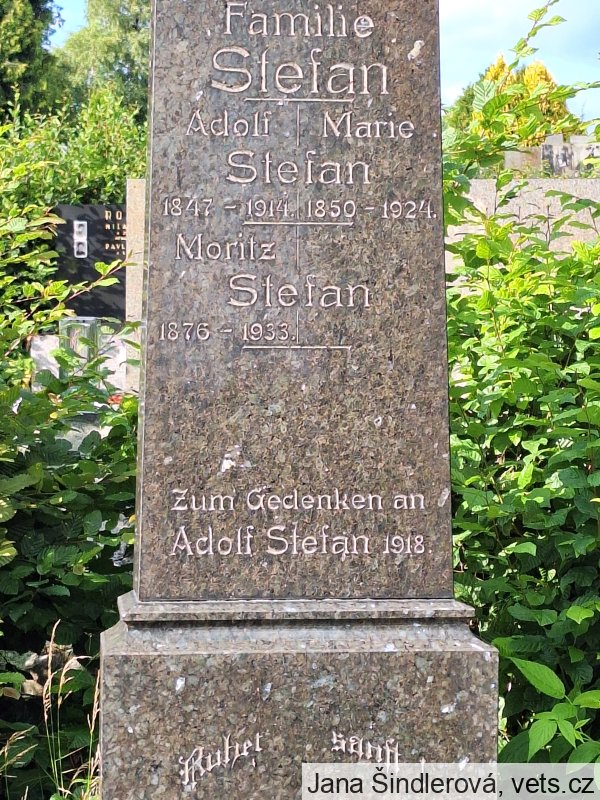 Familie
Stefan
Adolf Marie
Stefan
1847 - 1914. 1850 - 1924.
Moritz
Stefan
1876 - 1933.
Zum Gedenken an
Adolf Stefan 1918.
Ruhet sanft
Jana Šindlerová, vets.cz